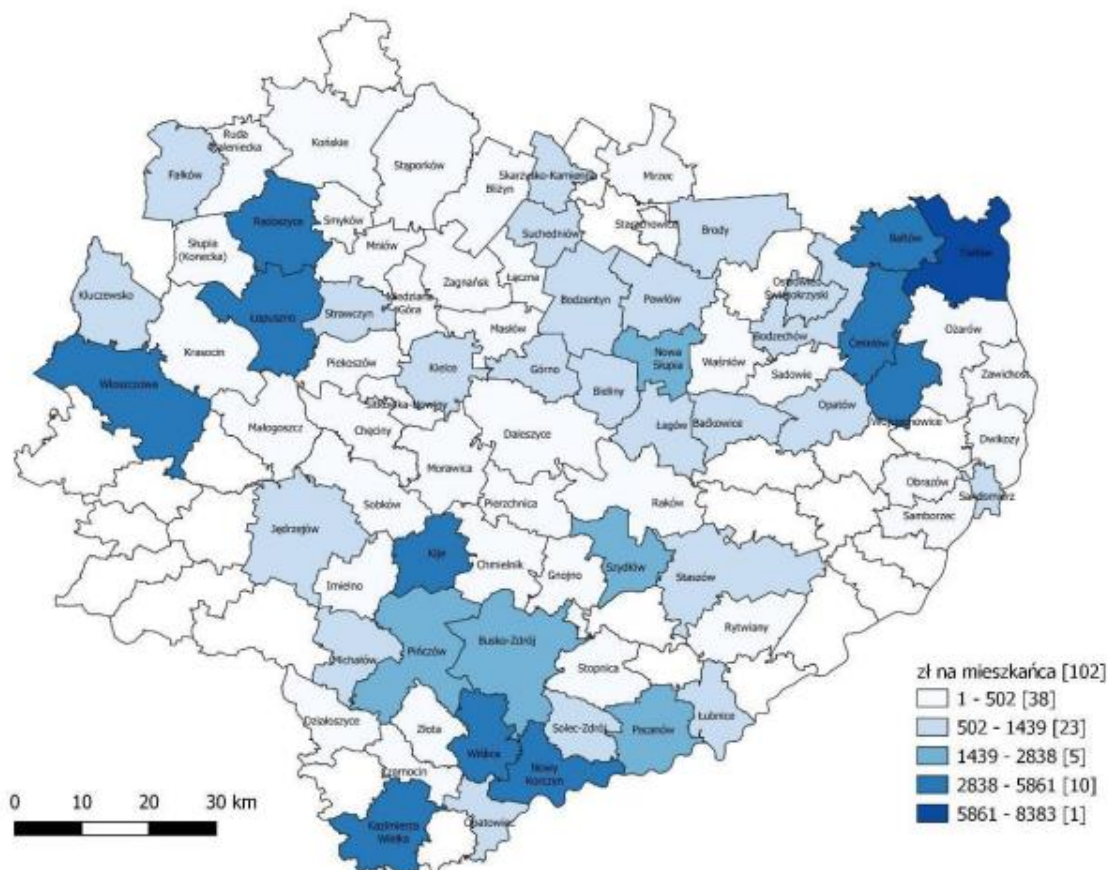 Ruda
Maleniecka
Końskie
Stąporków
Fałków
Bliżyn
Skarżysko-Kamienna
Mirzec
Radoszyce
Smyków
Starachowice
Suchedniów
Brody
Bałtów
Słupia
(Konecka)
Mniów
Zagnańsk
Łączna
Kluczewsko
Łopuszno
Strawczyn
Miedziana
Góra
Bodzentyn
Pawłów
Ostrowiec
Świętokrzyski
Masłów
Bodzechów
Ożarów
Krasocin
Piekoszów
Kielce
Górno
Nowa
Słupia
Waśniów
Sadowie
Ćmielów
Zawichost
Włoszczowa
Sitkówka-Nowiny
Bieliny
Opatów
Małogoszcz
Chęciny
Daleszyce
Łagów
Baćkowice
Wojciechowice
Dwikozy
Morawica
Obrazów
Sobków
Pierzchnica
Raków
Sandomierz
Samborzec
Jędrzejów
Kije
Chmielnik
Gnojno
Szydłów
Staszów
Imielno
Michałów
Pińczów
Busko-Zdrój
Rytwiany
Stopnica
Działoszyce
Złota
Wiślica
Solec-Zdrój
Pacanów
Łubnice
Czarnocin
Nowy
Korczyn
Kazimierza
Wielka
Opatowiec
zł na mieszkańca [102]
1 - 502 [38]
502 - 1439 [23]
1439 - 2838 [5]
2838 - 5861 [10]
5861 - 8383 [1]
0 10 20 30 km